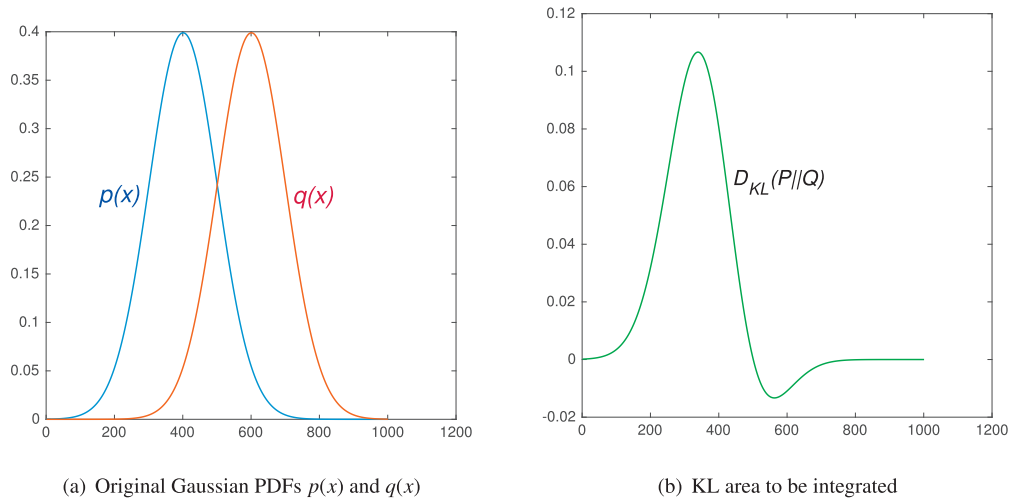 0.4
0.35
0.3
0.25
0.2
0.15
0.1
0.05
0
0 200 400 600 800 1000 1200
p(x)
q(x)
(a) Original Gaussian PDFs p(x) and q(x)
0.12
0.1
0.08
0.06
0.04
0.02
0
-0.02
0 200 400 600 800 1000 1200
D_KL(P||Q)
(b) KL area to be integrated